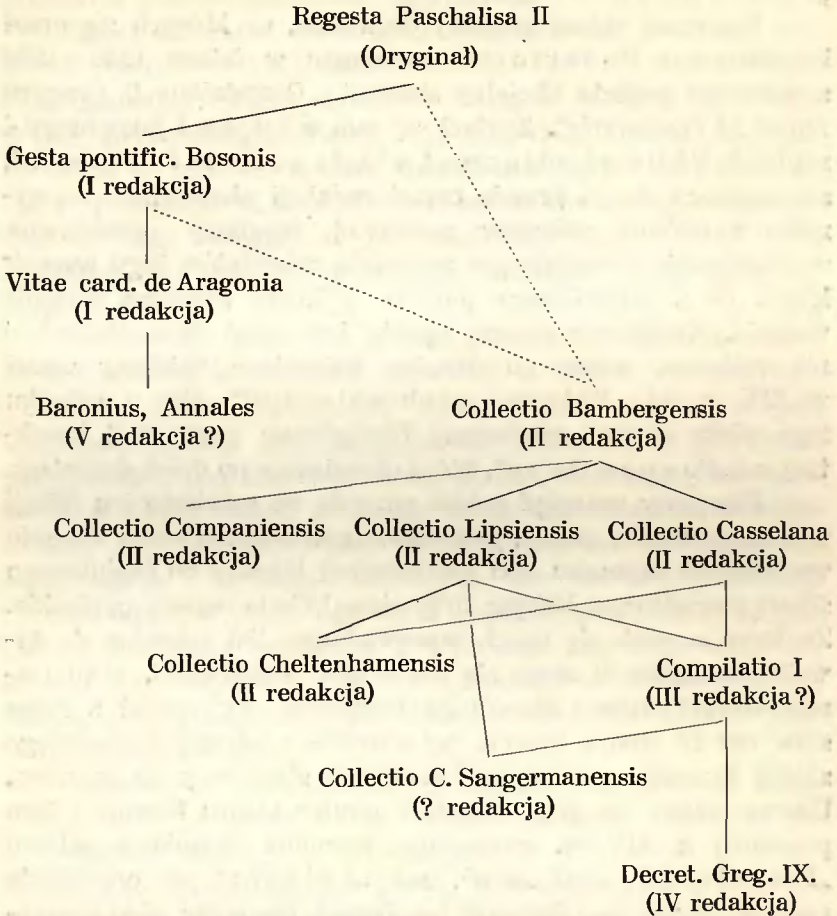 Regesta Paschalisa II
(Oryginał)
Gesta pontific. Bosonis
(I redakcja)
Vitae card. de Aragonia
(I redakcja)
Baronius, Annales
(V redakcja?)
Collectio Bambergensis
(II redakcja)
Collectio Companiensis
(II redakcja)
Collectio Lipsiensis
(II redakcja)
Collectio Casselana
(II redakcja)
Collectio Cheltenhamensis
(II redakcja)
Compilatio I
(III redakcja?)
Collectio C. Sangermanensis
(? redakcja)
Decret. Greg. IX.
(IV redakcja)